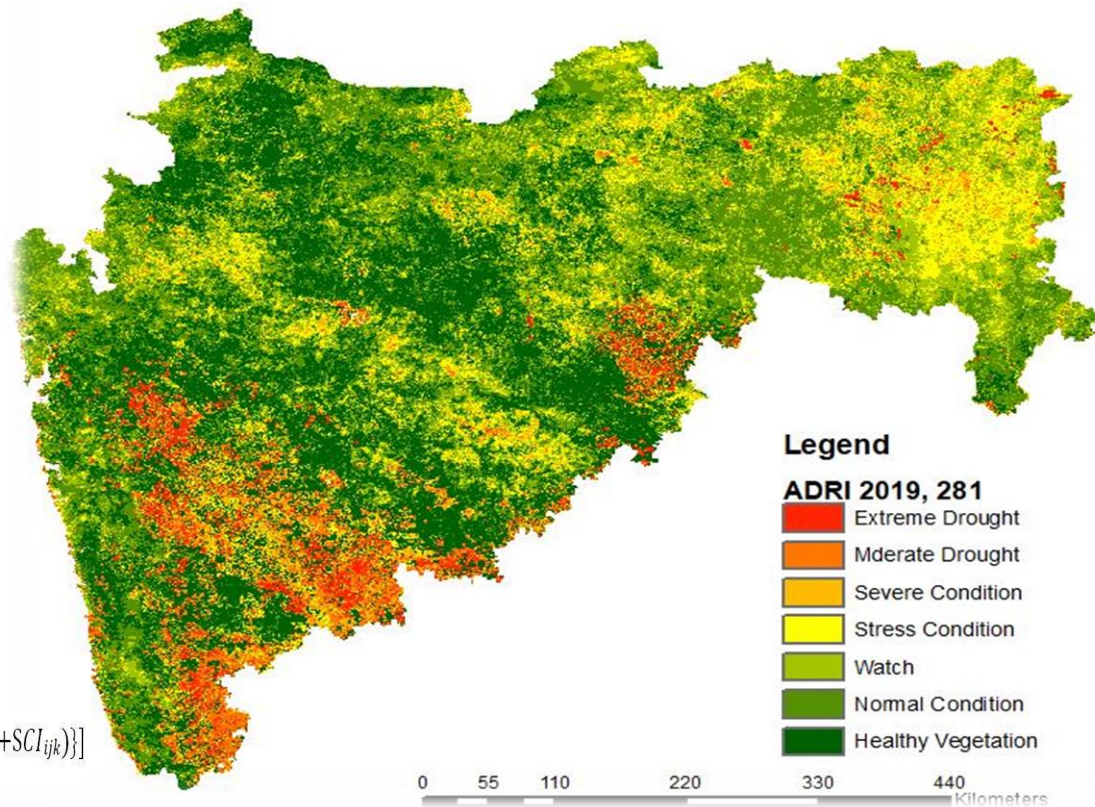 +SCIijk)}]
Legend
ADRI 2019, 281
Extreme Drought
Mderate Drought
Severe Condition
Stress Condition
Watch
Normal Condition
Healthy Vegetation
0 55 110 220 330 440
Kilometers